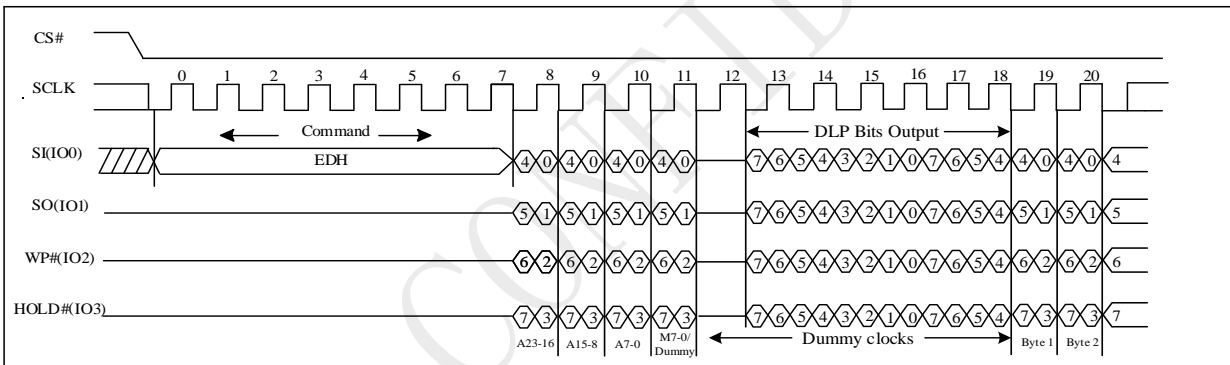 CONFID
CS#
SCLK
0 1 2 3 4 5 6 7 8 9 10 11 12 13 14 15 16 17 18 19 20
Command
DLP Bits Output
SI(IO0)
EDH
4 0 4 0 4 0 4 0 7 6 5 4 3 2 1 0 7 6 5 4 4 0 4 0 4
SO(IO1)
5 1 5 1 5 1 5 1 7 6 5 4 3 2 1 0 7 6 5 4 5 1 5 1 5
WP#(IO2)
6 2 6 2 6 2 6 2 7 6 5 4 3 2 1 0 7 6 5 4 6 2 6 2 6
HOLD#(IO3)
7 3 7 3 7 3 7 3 7 6 5 4 3 2 1 0 7 6 5 4 7 3 7 3 7
A23-16 A15-8 A7-0 M7-0/
Dummy
Dummy clocks
Byte 1 Byte 2